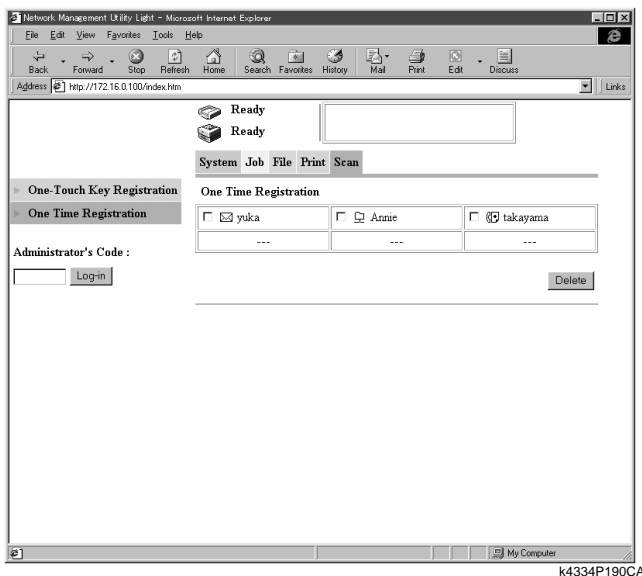 Network Management Utility Light - Microsoft Internet Explorer
File Edit View Favorites Tools Help
Back Forward Stop Refresh Home Search Favorites History Mail Print Edit Discuss
Address http://172.16.0.100/index.htm Links
Ready
Ready
System Job File Print Scan
One-Touch Key Registration
One Time Registration
Administrator's Code :
Log-in
One Time Registration
yuka Annie takayama
--- --- ---
Delete
My Computer
k4334P190CA